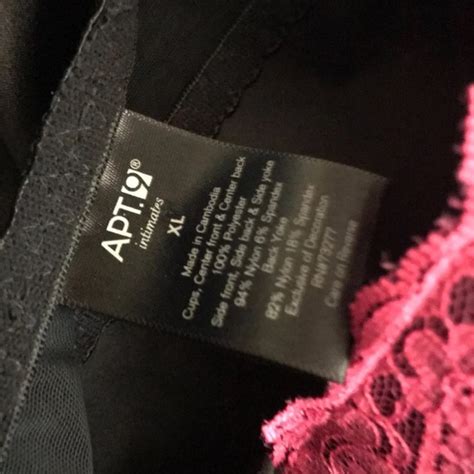 APT.9®
intimates
XL
Made in Cambodia
Cups, Center front & Center back
100% Polyester
Side front, Side back & Side yoke
94% Nylon 6% Spandex
Back Yoke
82% Nylon 18% Spandex
Exclusive of Decoration
Care on Reverse